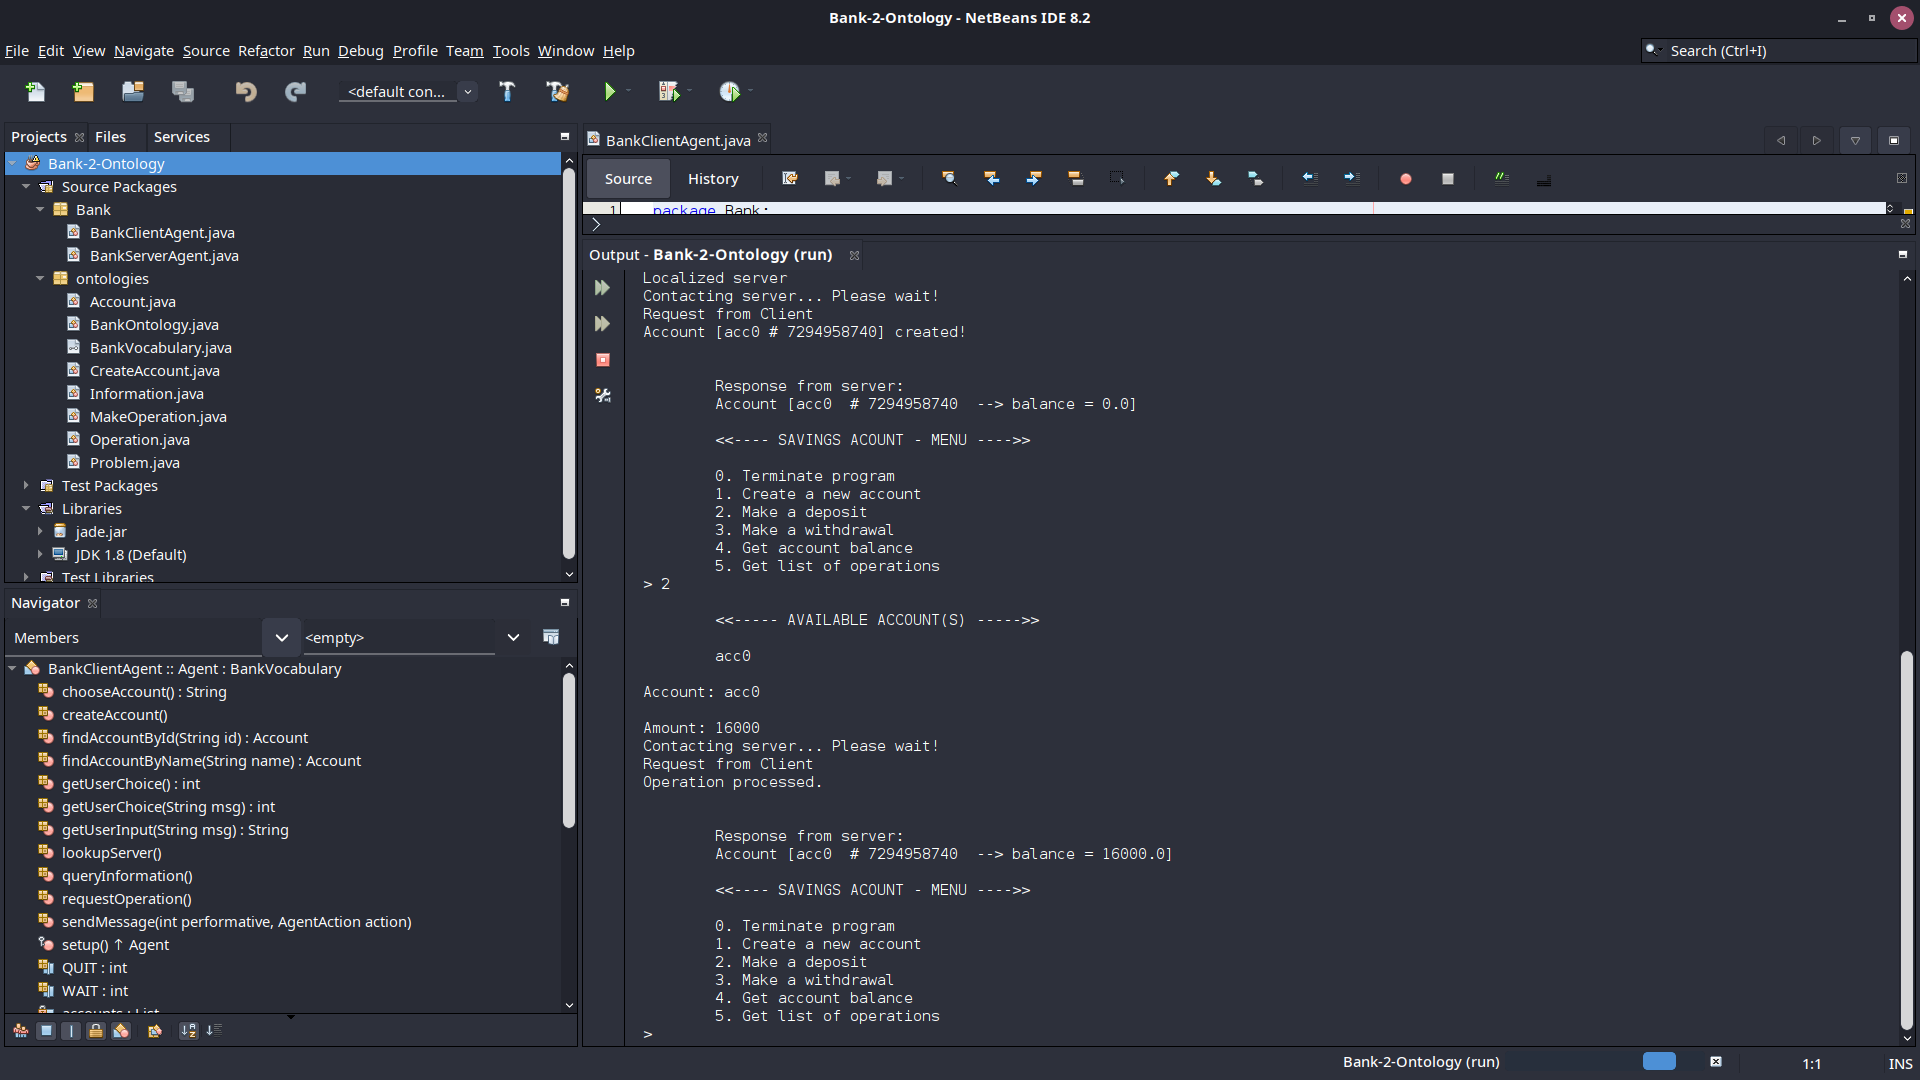 Bank-2-Ontology - NetBeans IDE 8.2
File Edit View Navigate Source Refactor Run Debug Profile Team Tools Window Help
Search (Ctrl+I)
<default con...
Projects Files Services
Bank-2-Ontology
Source Packages
Bank
BankClientAgent.java
BankServerAgent.java
ontologies
Account.java
BankOntology.java
BankVocabulary.java
CreateAccount.java
Information.java
MakeOperation.java
Operation.java
Problem.java
Test Packages
Libraries
jade.jar
JDK 1.8 (Default)
Test Libraries
Navigator
Members
<empty>
BankClientAgent :: Agent : BankVocabulary
chooseAccount() : String
createAccount()
findAccountById(String id) : Account
findAccountByName(String name) : Account
getUserChoice() : int
getUserChoice(String msg) : int
getUserInput(String msg) : String
lookupServer()
queryInformation()
requestOperation()
sendMessage(int performative, AgentAction action)
setup() ↑ Agent
QUIT : int
WAIT : int
accounts : List
BankClientAgent.java
Source History
1 package Bank;
Output - Bank-2-Ontology (run)
Localized server
Contacting server... Please wait!
Request from Client
Account [acc0 # 7294958740] created!
Response from server:
Account [acc0  # 7294958740  --> balance = 0.0]
<<---- SAVINGS ACOUNT - MENU ---->>
0. Terminate program
1. Create a new account
2. Make a deposit
3. Make a withdrawal
4. Get account balance
5. Get list of operations
> 2
<<----- AVAILABLE ACCOUNT(S) ----->>
acc0
Account: acc0
Amount: 16000
Contacting server... Please wait!
Request from Client
Operation processed.
Response from server:
Account [acc0  # 7294958740  --> balance = 16000.0]
<<---- SAVINGS ACOUNT - MENU ---->>
0. Terminate program
1. Create a new account
2. Make a deposit
3. Make a withdrawal
4. Get account balance
5. Get list of operations
>
Bank-2-Ontology (run)
1:1
INS